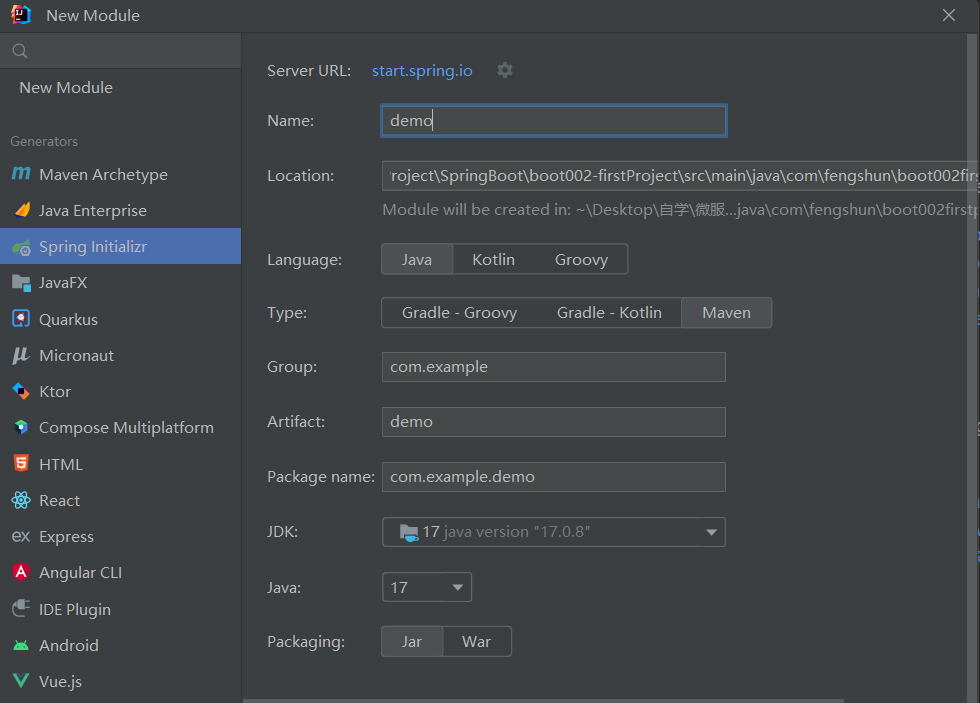 New Module
New Module
Generators
Maven Archetype
Java Enterprise
Spring Initializr
JavaFX
Quarkus
Micronaut
Ktor
Compose Multiplatform
HTML
React
Express
Angular CLI
IDE Plugin
Android
Vue.js
Server URL: start.spring.io
Name: demo
Location: roject\SpringBoot\boot002-firstProject\src\main\java\com\fengshun\boot002firs
Module will be created in: ~\Desktop\自学\微服...java\com\fengshun\boot002firstp
Language: Java Kotlin Groovy
Type: Gradle - Groovy Gradle - Kotlin Maven
Group: com.example
Artifact: demo
Package name: com.example.demo
JDK: 17 java version "17.0.8"
Java: 17
Packaging: Jar War